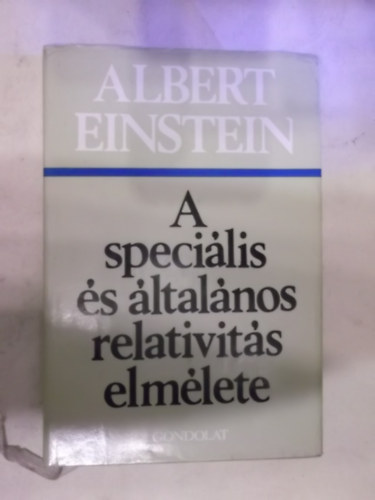 ALBERT
EINSTEIN
A
speciális
és általános
relativitás
elmélete
GONDOLAT